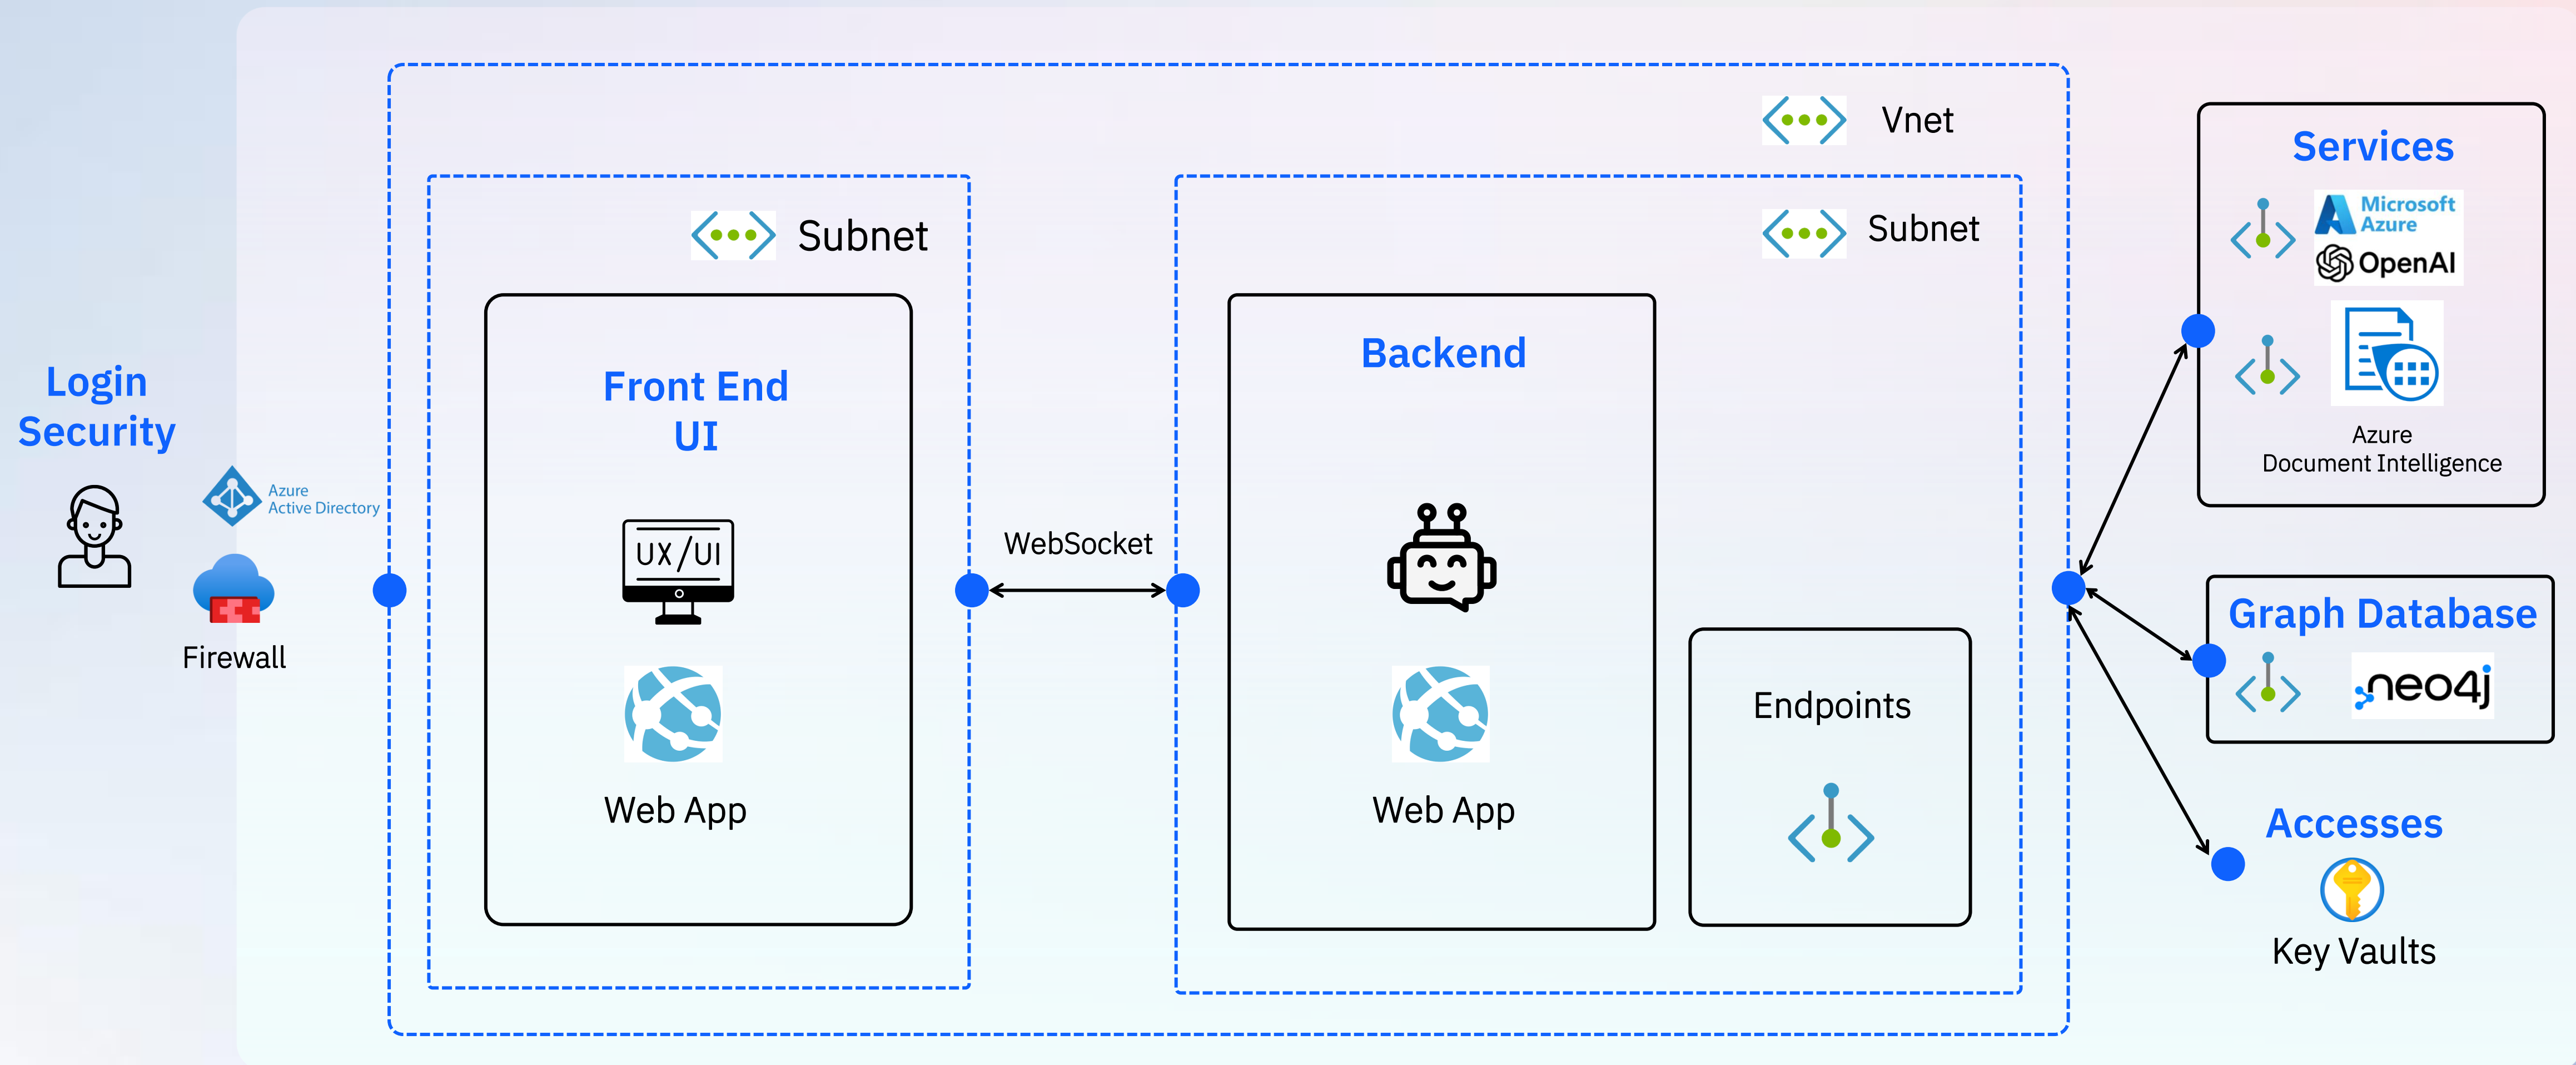 Login
Security
Azure
Active Directory
Firewall
Subnet
Front End
UI
UX/UI
Web App
WebSocket
Vnet
Subnet
Backend
Web App
Endpoints
Services
Microsoft
Azure
OpenAI
Azure
Document Intelligence
Graph Database
neo4j
Accesses
Key Vaults